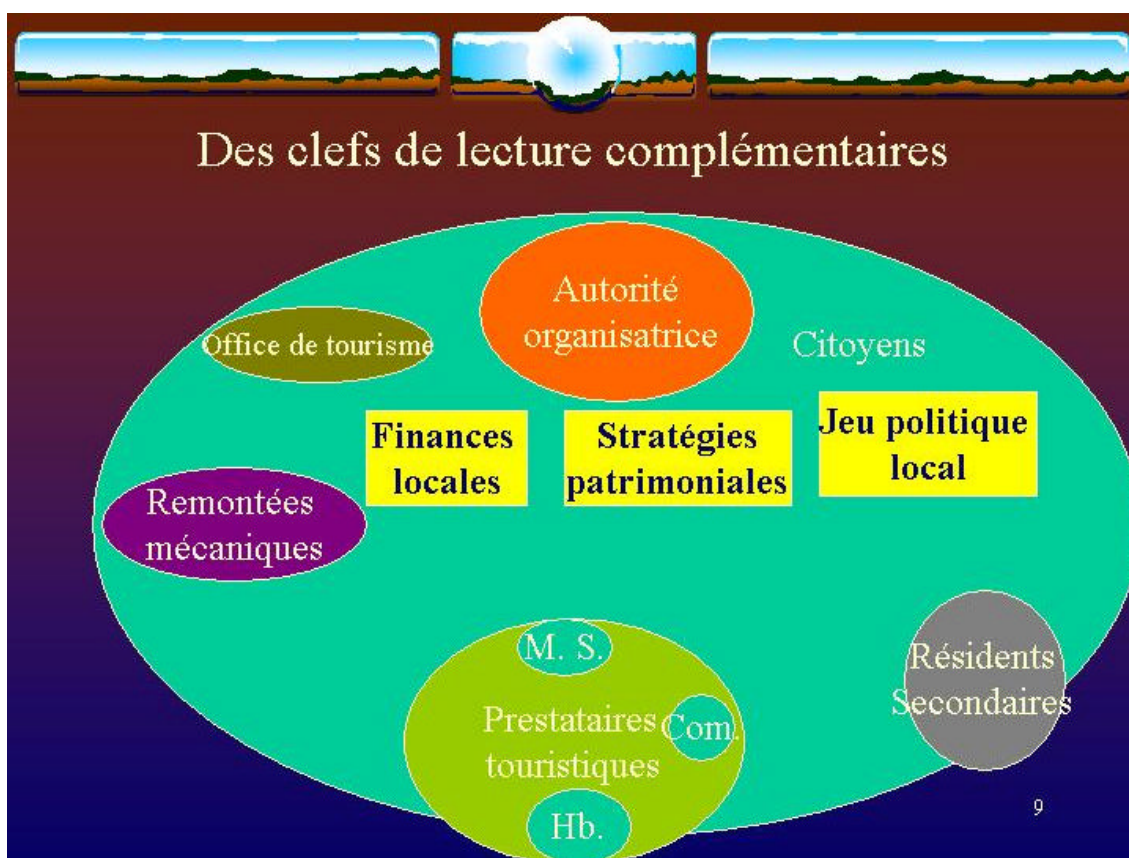 Des clefs de lecture complémentaires
Autorité
organisatrice
Office de tourisme
Citoyens
Finances
locales
Stratégies
patrimoniales
Jeu politique
local
Remontées
mécaniques
M. S.
Prestataires
touristiques
Com.
Hb.
Résidents
Secondaires
9